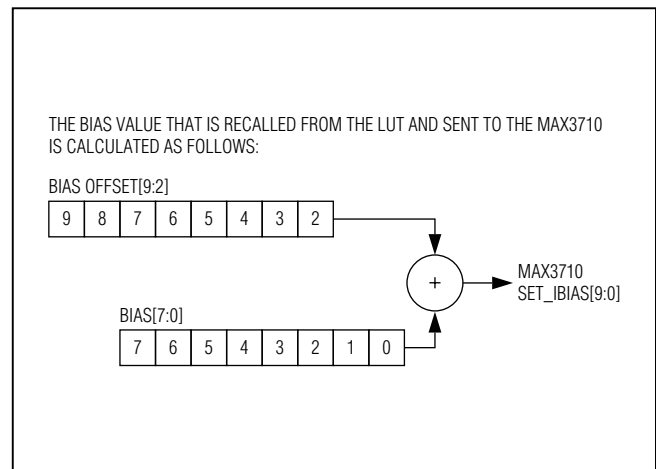 THE BIAS VALUE THAT IS RECALLED FROM THE LUT AND SENT TO THE MAX3710
IS CALCULATED AS FOLLOWS:
BIAS OFFSET[9:2]
9 8 7 6 5 4 3 2
+
MAX3710
SET_IBIAS[9:0]
BIAS[7:0]
7 6 5 4 3 2 1 0